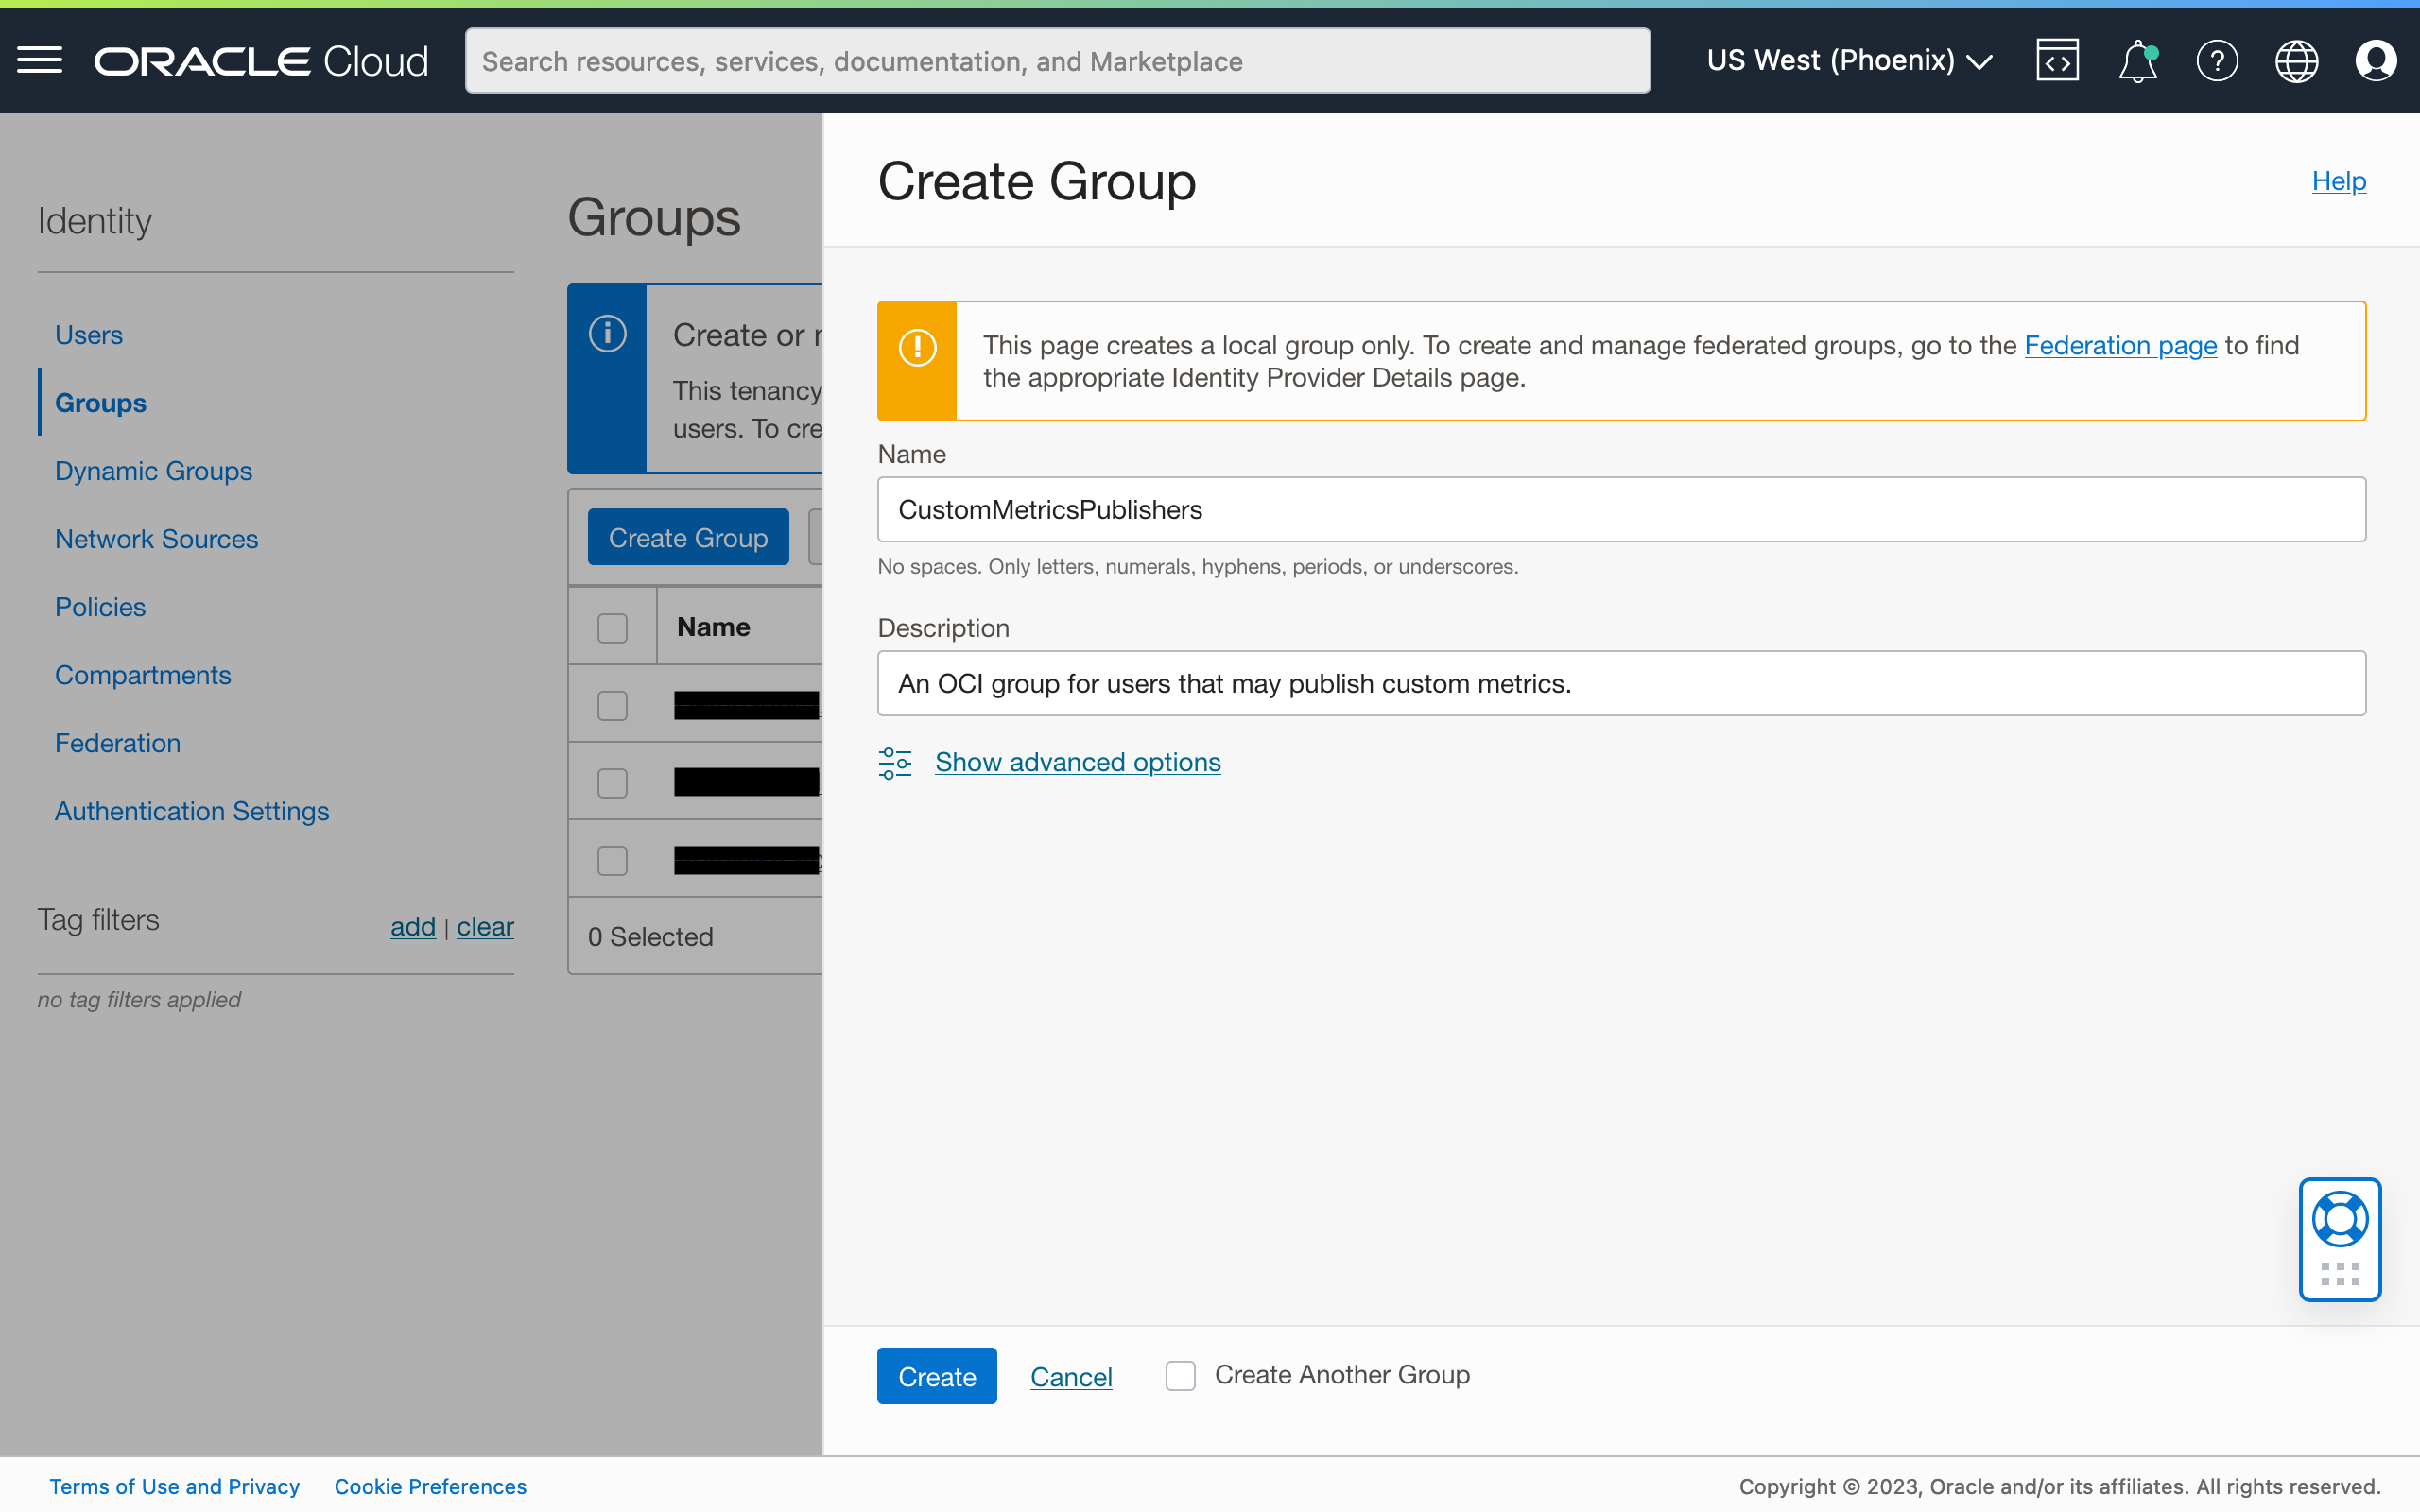 ORACLE Cloud
Search resources, services, documentation, and Marketplace
US West (Phoenix)
Identity
Users
Groups
Dynamic Groups
Network Sources
Policies
Compartments
Federation
Authentication Settings
Tag filters
add | clear
no tag filters applied
Groups
Create or
This tenancy
users. To cre
Create Group
Name
0 Selected
Create Group
Help
This page creates a local group only. To create and manage federated groups, go to the Federation page to find
the appropriate Identity Provider Details page.
Name
CustomMetricsPublishers
No spaces. Only letters, numerals, hyphens, periods, or underscores.
Description
An OCI group for users that may publish custom metrics.
Show advanced options
Create
Cancel
Create Another Group
Terms of Use and Privacy
Cookie Preferences
Copyright © 2023, Oracle and/or its affiliates. All rights reserved.